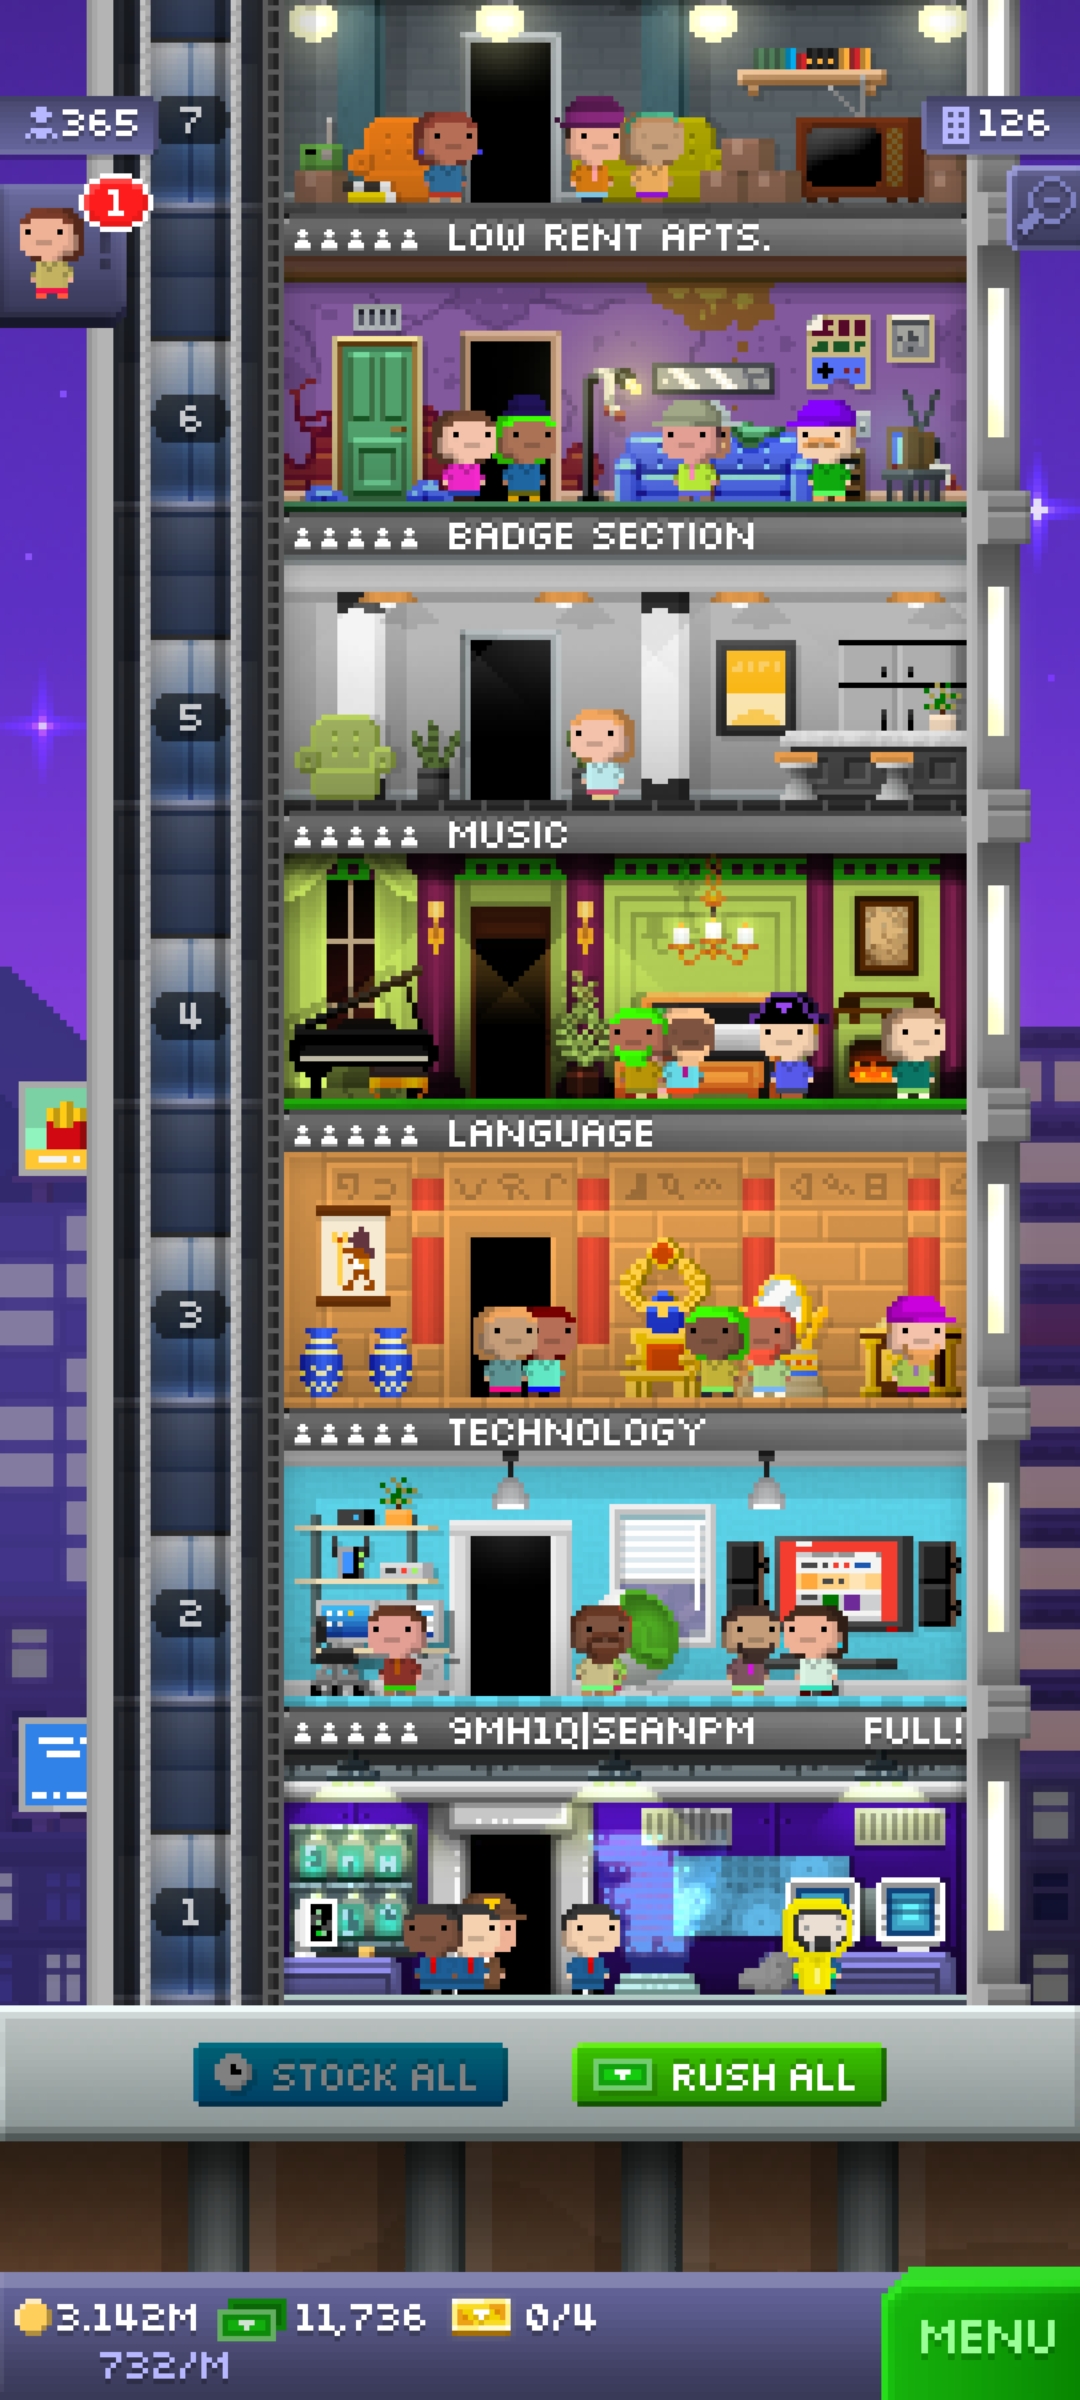 7
365
126
1
LOW RENT APTS.
6
BADGE SECTION
5
MUSIC
4
LANGUAGE
3
TECHNOLOGY
2
9MH1Q|SEANPM FULL!
1
STOCK ALL
RUSH ALL
3.142M 11,736 0/4
732/M
MENU